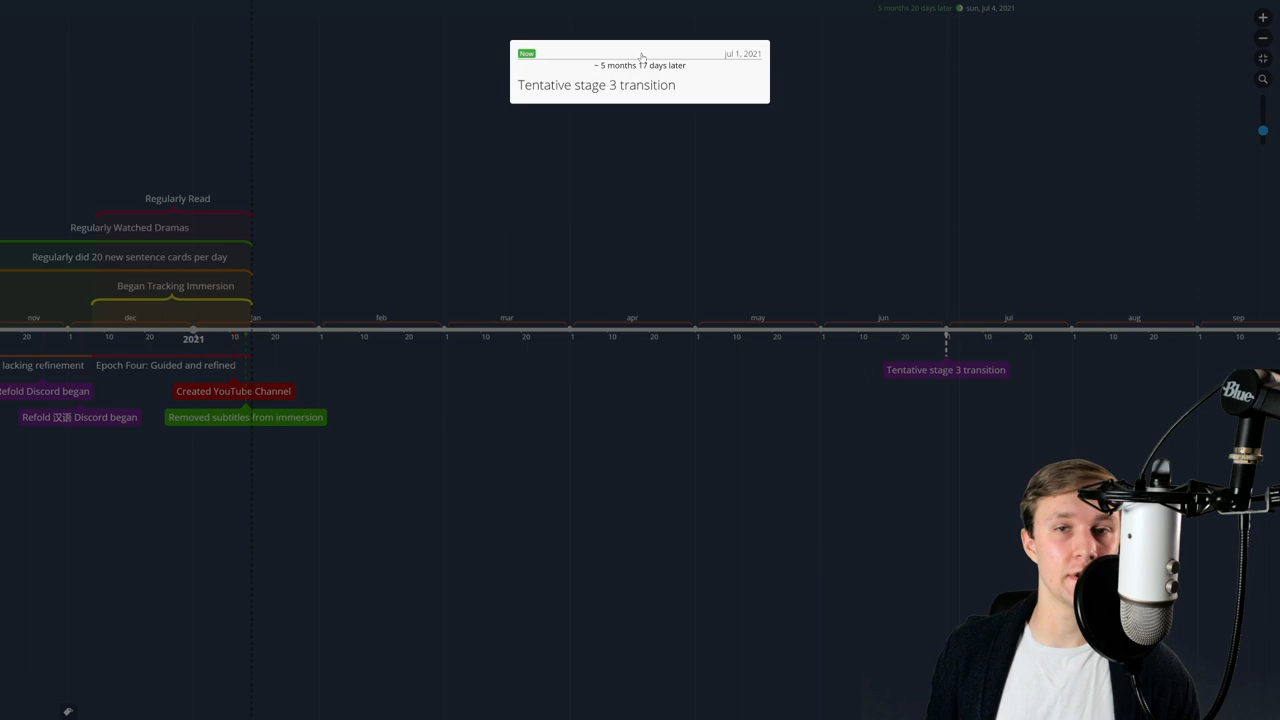 5 months 20 days later sun, jul 4, 2021
Now jul 1, 2021
~ 5 months 17 days later
Tentative stage 3 transition
Regularly Read
Regularly Watched Dramas
Regularly did 20 new sentence cards per day
Began Tracking Immersion
nov dec jan feb mar apr may jun jul aug sep
20 1 10 20 2021 10 1 10 20 1 10 20 1 10 20 1 10 20 1 10 20 1 10 20 1 10 20 1 10
lacking refinement Epoch Four: Guided and refined
Tentative stage 3 transition
Refold Discord began Created YouTube Channel
Refold 汉语 Discord began Removed subtitles from immersion
Blue